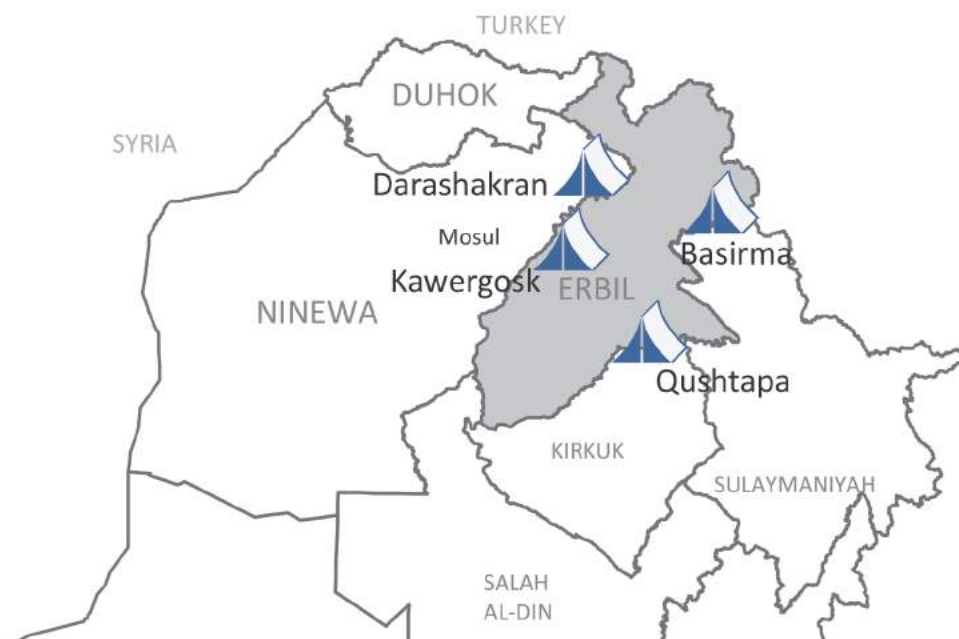 TURKEY
DUHOK
SYRIA
Darashakran
Mosul
Basirma
Kawergosk
ERBIL
NINEWA
Qushtapa
KIRKUK
SULAYMANIYAH
SALAH
AL-DIN